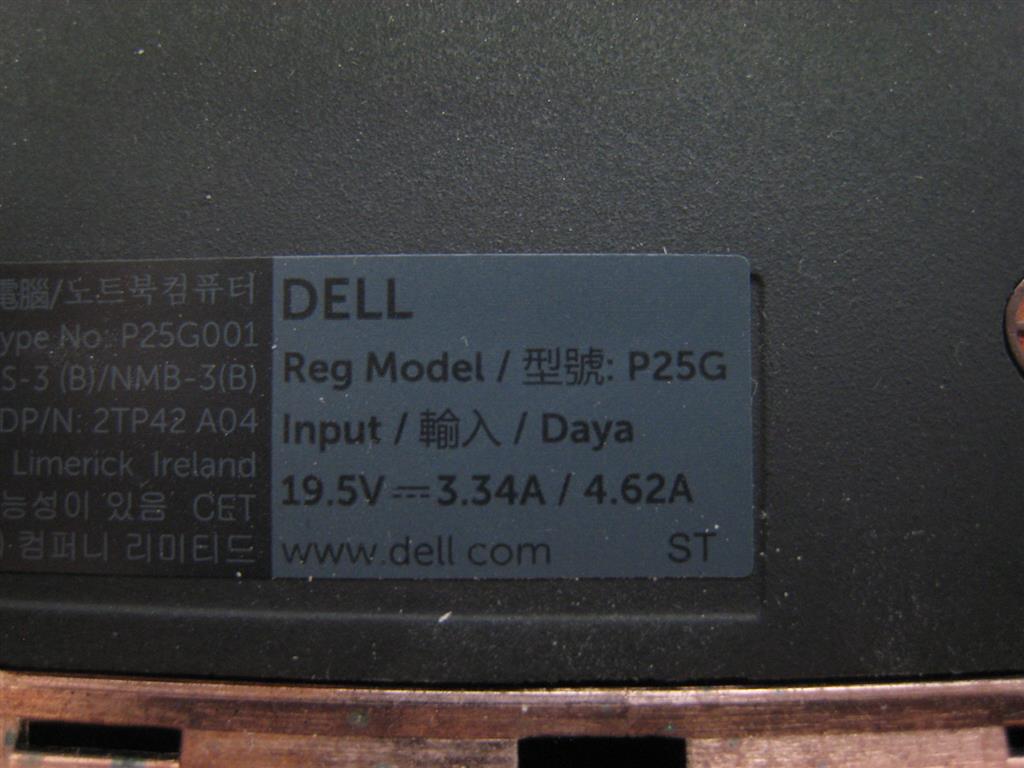 電腦/노트북컴퓨터
ype No: P25G001
S-3 (B)/NMB-3(B)
DP/N: 2TP42 A04
Limerick Ireland
능성이 있음 CET
) 컴퍼니 리미티드
DELL
Reg Model / 型號: P25G
Input / 輸入 / Daya
19.5V ⎓ 3.34A / 4.62A
www.dell.com ST